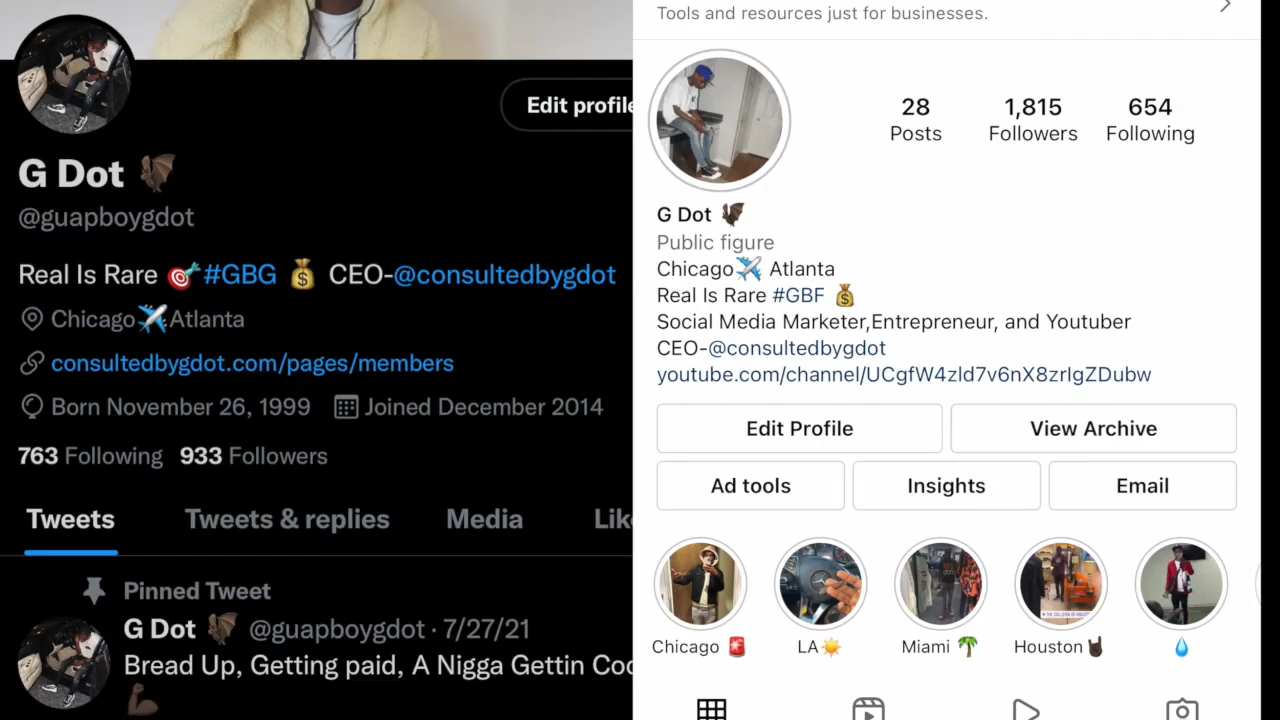 Edit profile
G Dot 🦇
@guapboygdot
Real Is Rare 🎯#GBG 💰 CEO-@consultedbygdot
Chicago✈️Atlanta
consultedbygdot.com/pages/members
Born November 26, 1999 Joined December 2014
763 Following 933 Followers
Tweets Tweets & replies Media Lik
Pinned Tweet
G Dot 🦇 @guapboygdot · 7/27/21
Bread Up, Getting paid, A Nigga Gettin Coo
💪🏿
Tools and resources just for businesses.
28 1,815 654
Posts Followers Following
G Dot 🦇
Public figure
Chicago✈️ Atlanta
Real Is Rare #GBF 💰
Social Media Marketer,Entrepreneur, and Youtuber
CEO-@consultedbygdot
youtube.com/channel/UCgfW4zld7v6nX8zrIgZDubw
Edit Profile View Archive
Ad tools Insights Email
Chicago 🚨 LA☀️ Miami 🌴 Houston🤘🏿 💧